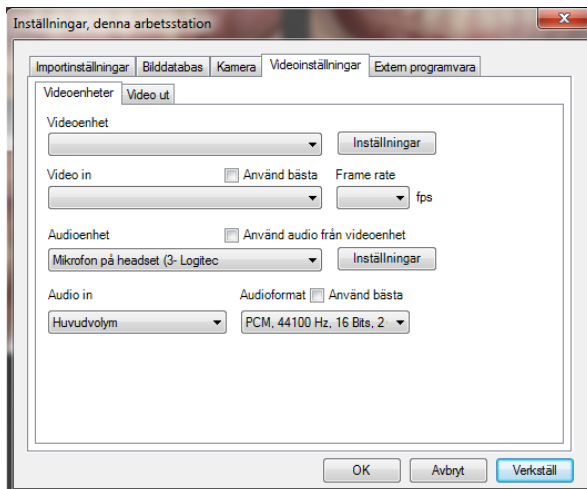 Inställningar, denna arbetsstation
Importinställningar Bilddatabas Kamera Videoinställningar Extern programvara
Videoenheter Video ut
Videoenhet
Inställningar
Video in Använd bästa Frame rate
fps
Audioenhet Använd audio från videoenhet
Mikrofon på headset (3- Logitec Inställningar
Audio in Audioformat Använd bästa
Huvudvolym PCM, 44100 Hz, 16 Bits, 2
OK Avbryt Verkställ